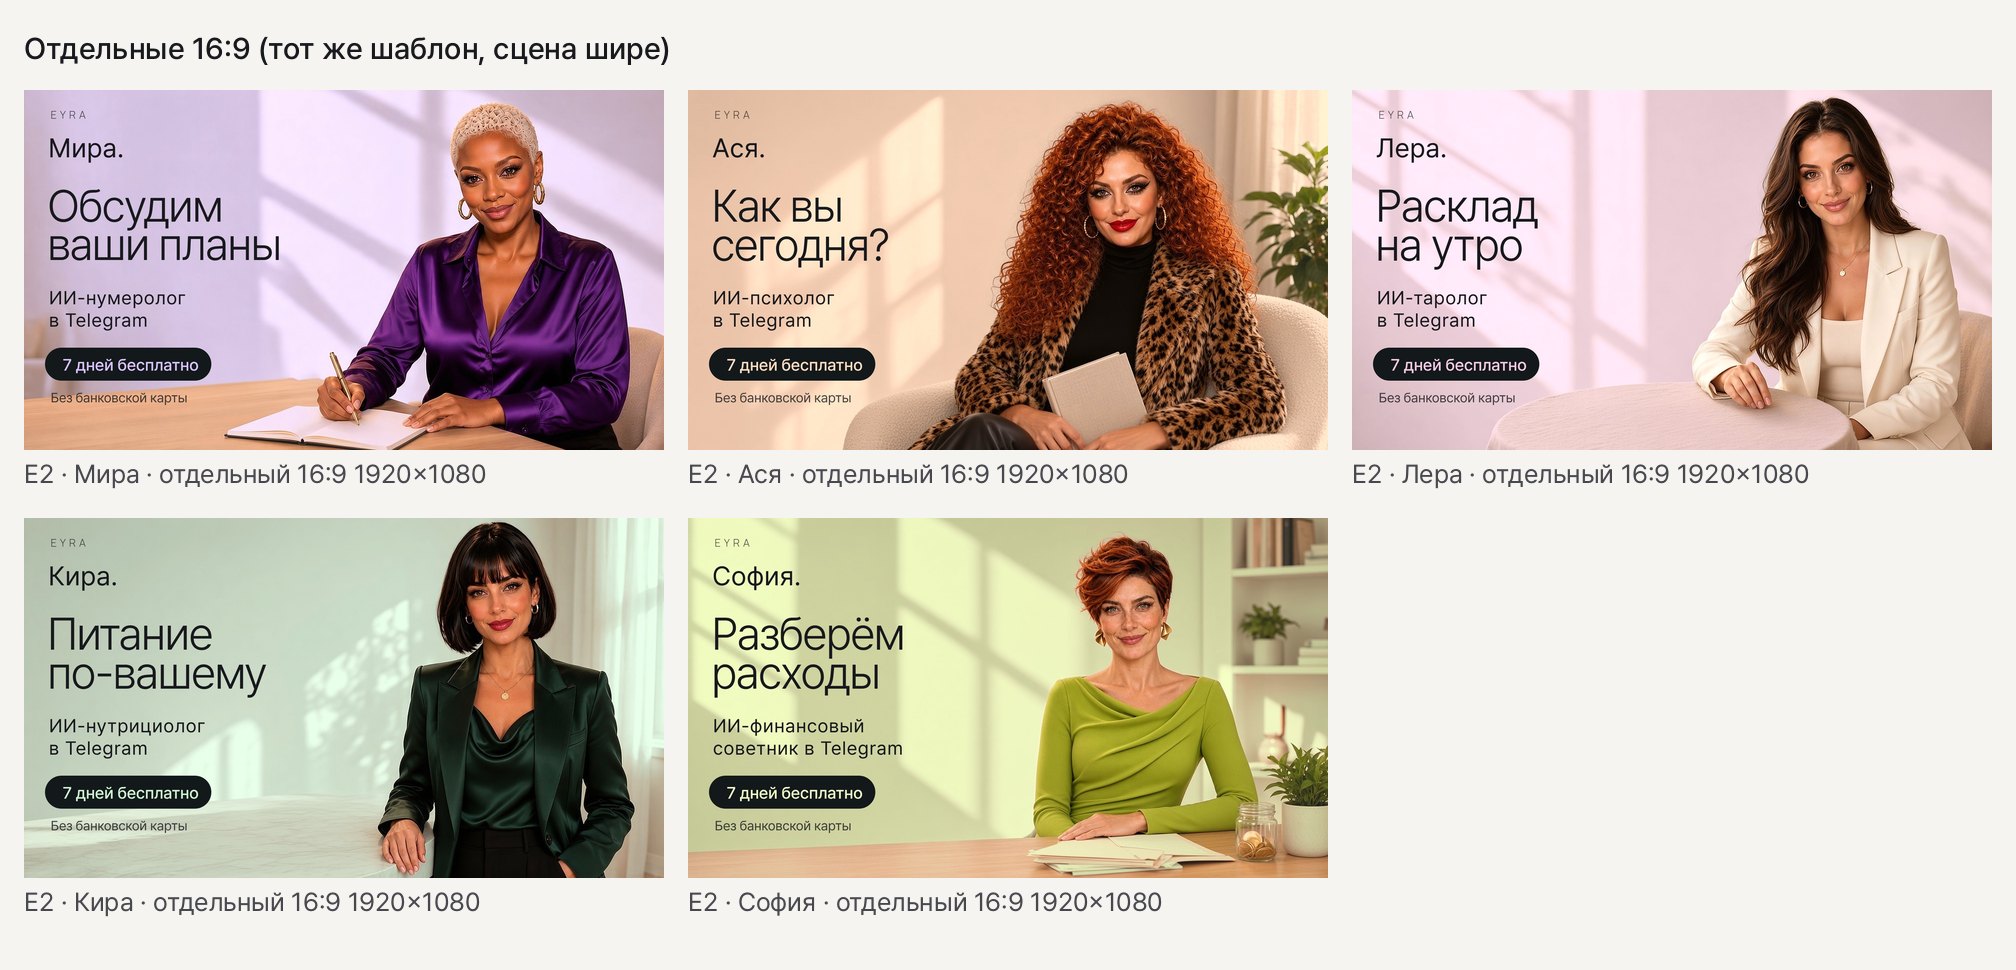 Отдельные 16:9 (тот же шаблон, сцена шире)
EYRA
Мира.
Обсудим
ваши планы
ИИ-нумеролог
в Telegram
7 дней бесплатно
Без банковской карты
E2 · Мира · отдельный 16:9 1920×1080
EYRA
Ася.
Как вы
сегодня?
ИИ-психолог
в Telegram
7 дней бесплатно
Без банковской карты
E2 · Ася · отдельный 16:9 1920×1080
EYRA
Лера.
Расклад
на утро
ИИ-таролог
в Telegram
7 дней бесплатно
Без банковской карты
E2 · Лера · отдельный 16:9 1920×1080
EYRA
Кира.
Питание
по-вашему
ИИ-нутрициолог
в Telegram
7 дней бесплатно
Без банковской карты
E2 · Кира · отдельный 16:9 1920×1080
EYRA
София.
Разберём
расходы
ИИ-финансовый
советник в Telegram
7 дней бесплатно
Без банковской карты
E2 · София · отдельный 16:9 1920×1080